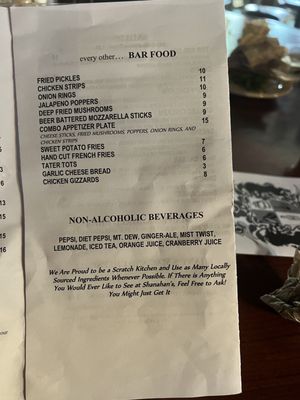 every other... BAR FOOD
FRIED PICKLES 10
CHICKEN STRIPS 11
ONION RINGS 10
JALAPENO POPPERS 9
DEEP FRIED MUSHROOMS 9
BEER BATTERED MOZZARELLA STICKS 9
COMBO APPETIZER PLATE 15
CHEESE STICKS, FRIED MUSHROOMS, POPPERS, ONION RINGS, AND
CHICKEN STRIPS
SWEET POTATO FRIES 7
HAND CUT FRENCH FRIES 6
TATER TOTS 6
GARLIC CHEESE BREAD 3
CHICKEN GIZZARDS 8
NON-ALCOHOLIC BEVERAGES
PEPSI, DIET PEPSI, MT. DEW, GINGER-ALE, MIST TWIST,
LEMONADE, ICED TEA, ORANGE JUICE, CRANBERRY JUICE
We Are Proud to be a Scratch Kitchen and Use as Many Locally
Sourced Ingredients Whenever Possible. If There is Anything
You Would Ever Like to See at Shanahan's, Feel Free to Ask!
You Might Just Get It